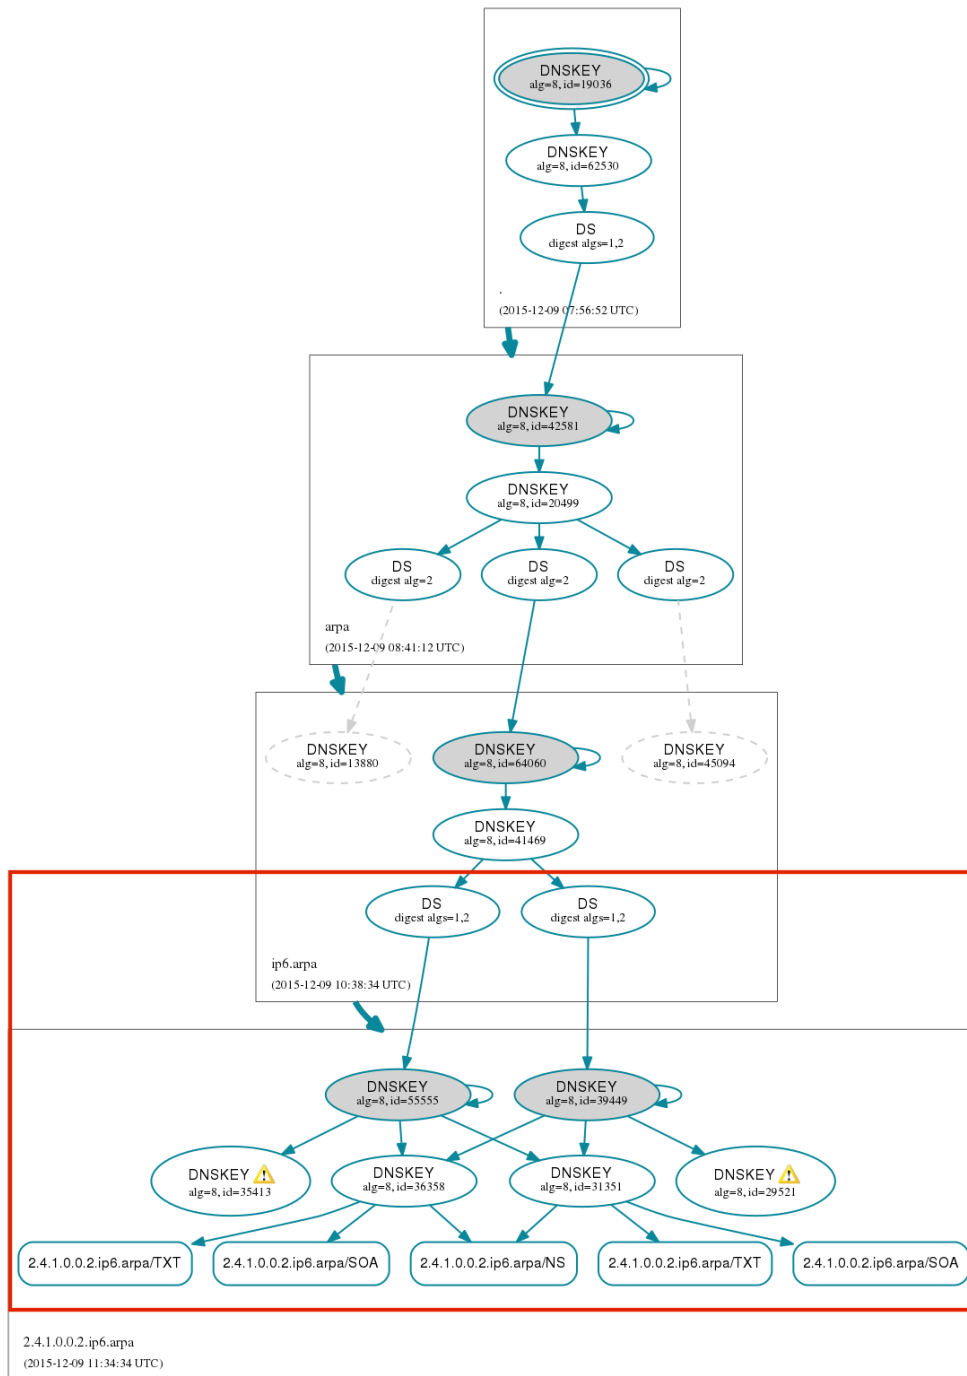 DNSKEY
alg=8, id=19036
DNSKEY
alg=8, id=62530
DS
digest algs=1,2
.
(2015-12-09 07:56:52 UTC)
DNSKEY
alg=8, id=42581
DNSKEY
alg=8, id=20499
DS
digest alg=2
DS
digest alg=2
DS
digest alg=2
arpa
(2015-12-09 08:41:12 UTC)
DNSKEY
alg=8, id=13880
DNSKEY
alg=8, id=64060
DNSKEY
alg=8, id=45094
DNSKEY
alg=8, id=41469
DS
digest algs=1,2
DS
digest algs=1,2
ip6.arpa
(2015-12-09 10:38:34 UTC)
DNSKEY
alg=8, id=55555
DNSKEY
alg=8, id=39449
DNSKEY
alg=8, id=35413
DNSKEY
alg=8, id=36358
DNSKEY
alg=8, id=31351
DNSKEY
alg=8, id=29521
2.4.1.0.0.2.ip6.arpa/TXT
2.4.1.0.0.2.ip6.arpa/SOA
2.4.1.0.0.2.ip6.arpa/NS
2.4.1.0.0.2.ip6.arpa/TXT
2.4.1.0.0.2.ip6.arpa/SOA
2.4.1.0.0.2.ip6.arpa
(2015-12-09 11:34:34 UTC)